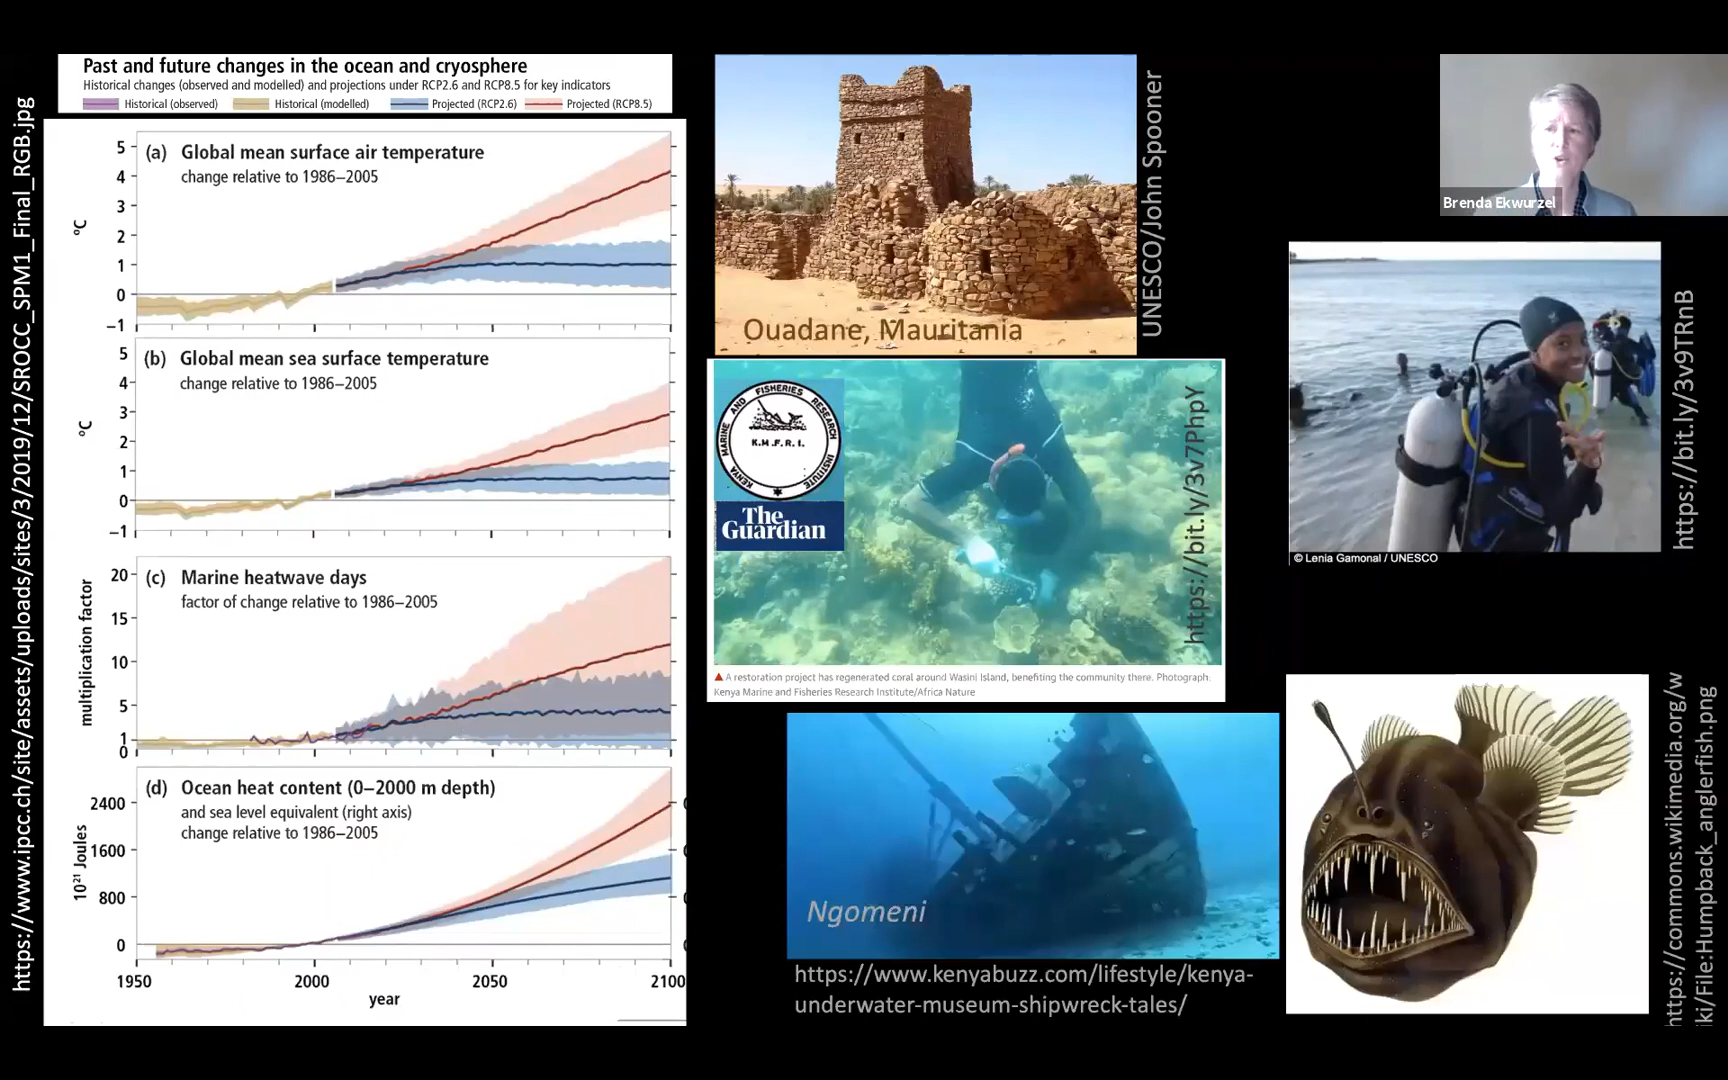 https://www.ipcc.ch/site/assets/uploads/sites/3/2019/12/SROCC_SPM1_Final_RGB.jpg
Past and future changes in the ocean and cryosphere
Historical changes (observed and modelled) and projections under RCP2.6 and RCP8.5 for key indicators
Historical (observed) Historical (modelled) Projected (RCP2.6) Projected (RCP8.5)
(a) Global mean surface air temperature
change relative to 1986–2005
°C
5
4
3
2
1
0
−1
(b) Global mean sea surface temperature
change relative to 1986–2005
°C
5
4
3
2
1
0
−1
(c) Marine heatwave days
factor of change relative to 1986–2005
multiplication factor
20
15
10
5
1
0
(d) Ocean heat content (0–2000 m depth)
and sea level equivalent (right axis)
change relative to 1986–2005
10²¹ Joules
2400
1600
800
0
1950 2000 2050 2100
year
Ouadane, Mauritania
UNESCO/John Spooner
KENYA MARINE AND FISHERIES RESEARCH INSTITUTE
K.M.F.R.I.
The
Guardian
https://bit.ly/3v7PhpY
A restoration project has regenerated coral around Wasini Island, benefiting the community there. Photograph:
Kenya Marine and Fisheries Research Institute/Africa Nature
Ngomeni
https://www.kenyabuzz.com/lifestyle/kenya-
underwater-museum-shipwreck-tales/
Brenda Ekwurzel
https://bit.ly/3v9TRnB
© Lenia Gamonal / UNESCO
https://commons.wikimedia.org/w
iki/File:Humpback_anglerfish.png